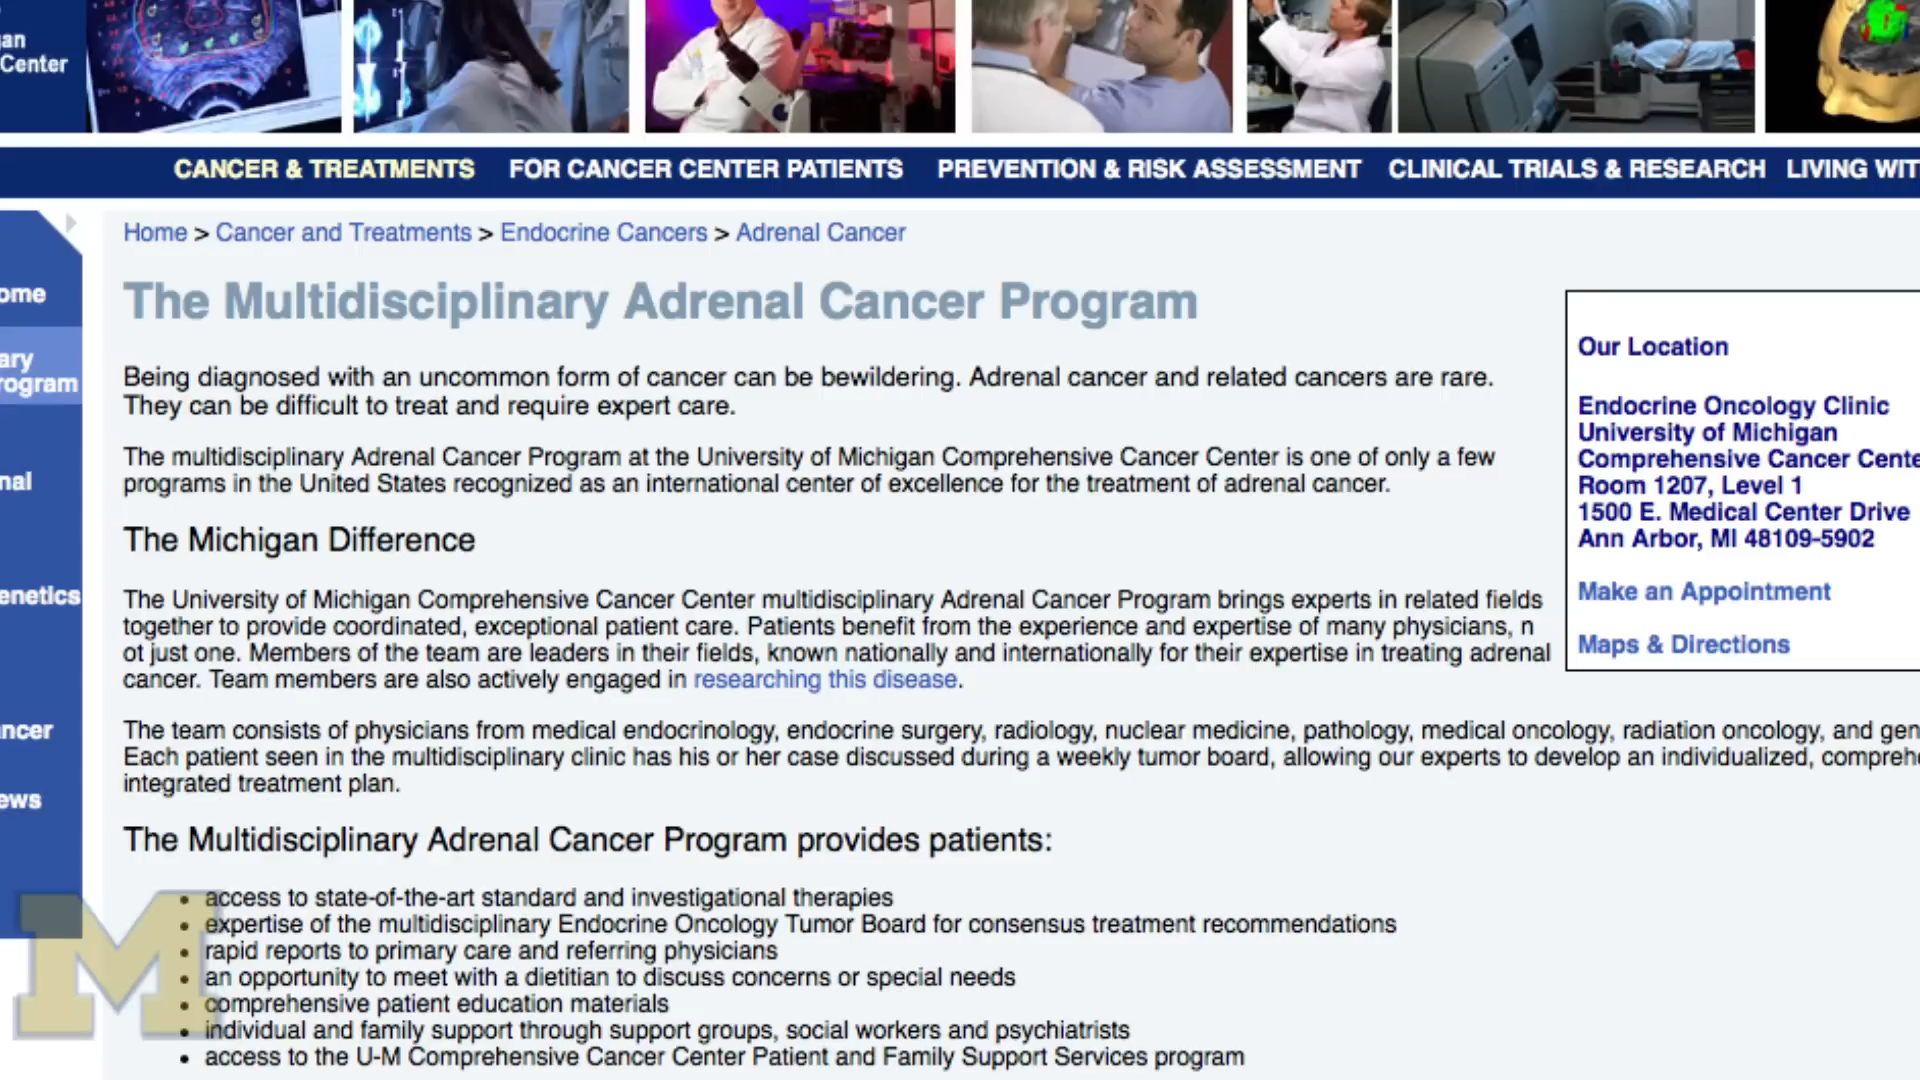 an
Center
CANCER & TREATMENTS FOR CANCER CENTER PATIENTS PREVENTION & RISK ASSESSMENT CLINICAL TRIALS & RESEARCH LIVING WIT
Home > Cancer and Treatments > Endocrine Cancers > Adrenal Cancer
ome
ary
rogram
nal
enetics
ncer
ews
The Multidisciplinary Adrenal Cancer Program
Being diagnosed with an uncommon form of cancer can be bewildering. Adrenal cancer and related cancers are rare.
They can be difficult to treat and require expert care.
The multidisciplinary Adrenal Cancer Program at the University of Michigan Comprehensive Cancer Center is one of only a few
programs in the United States recognized as an international center of excellence for the treatment of adrenal cancer.
The Michigan Difference
The University of Michigan Comprehensive Cancer Center multidisciplinary Adrenal Cancer Program brings experts in related fields
together to provide coordinated, exceptional patient care. Patients benefit from the experience and expertise of many physicians, n
ot just one. Members of the team are leaders in their fields, known nationally and internationally for their expertise in treating adrenal
cancer. Team members are also actively engaged in researching this disease.
The team consists of physicians from medical endocrinology, endocrine surgery, radiology, nuclear medicine, pathology, medical oncology, radiation oncology, and gen
Each patient seen in the multidisciplinary clinic has his or her case discussed during a weekly tumor board, allowing our experts to develop an individualized, comprehe
integrated treatment plan.
The Multidisciplinary Adrenal Cancer Program provides patients:
• access to state-of-the-art standard and investigational therapies
• expertise of the multidisciplinary Endocrine Oncology Tumor Board for consensus treatment recommendations
• rapid reports to primary care and referring physicians
• an opportunity to meet with a dietitian to discuss concerns or special needs
• comprehensive patient education materials
• individual and family support through support groups, social workers and psychiatrists
• access to the U-M Comprehensive Cancer Center Patient and Family Support Services program
Our Location
Endocrine Oncology Clinic
University of Michigan
Comprehensive Cancer Cente
Room 1207, Level 1
1500 E. Medical Center Drive
Ann Arbor, MI 48109-5902
Make an Appointment
Maps & Directions
M